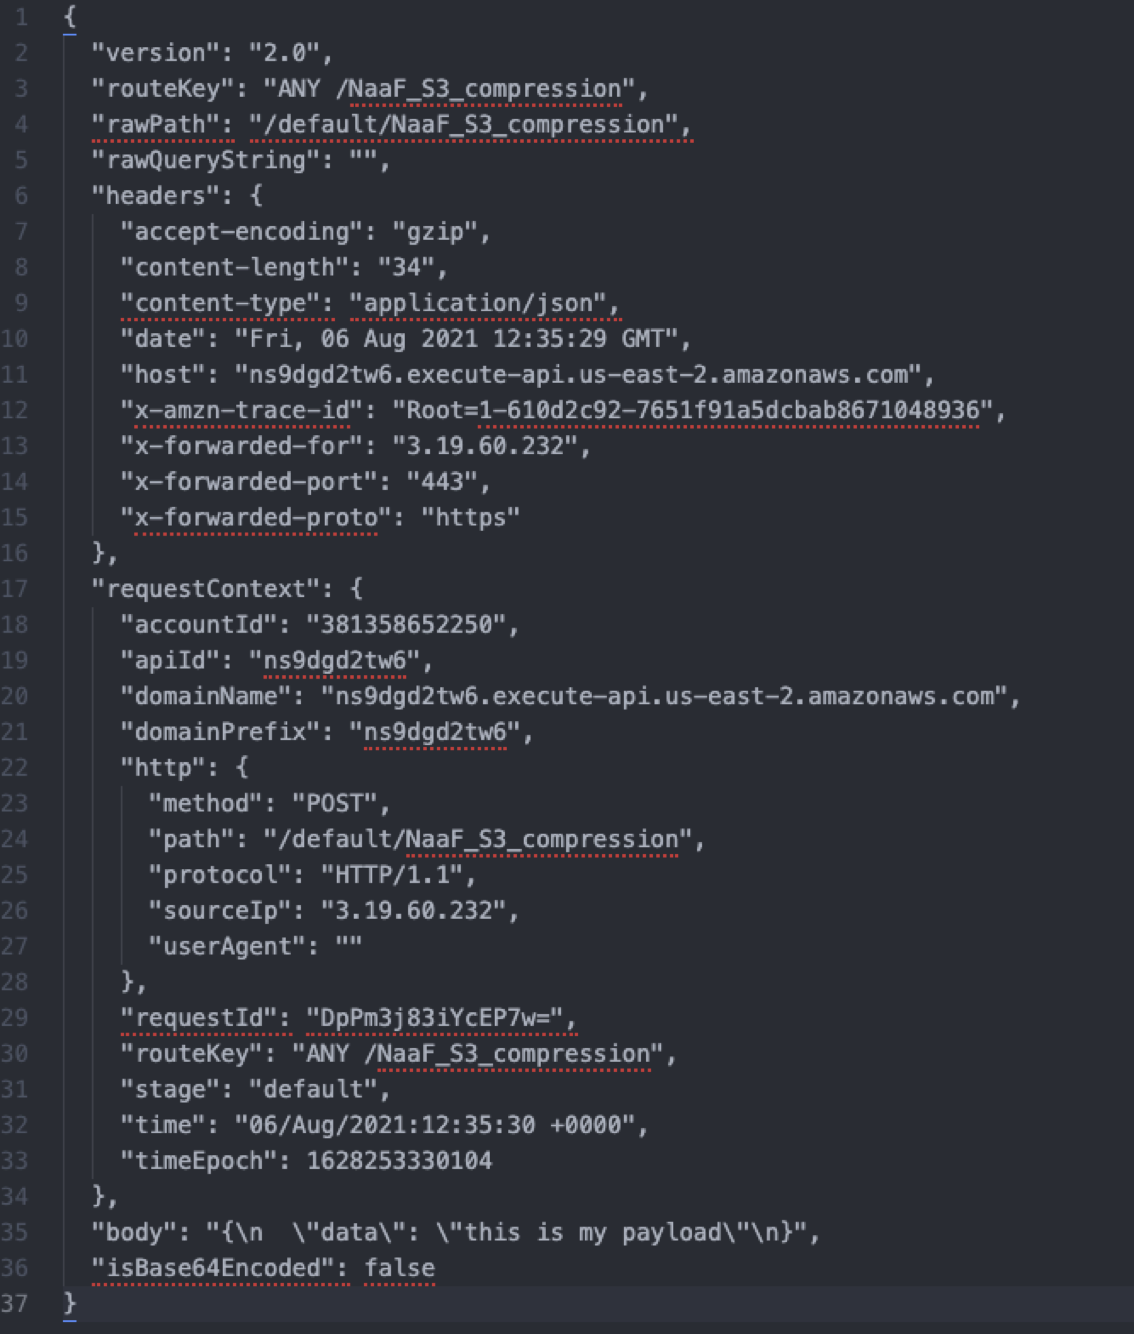 1 {
2 "version": "2.0",
3 "routeKey": "ANY /NaaF_S3_compression",
4 "rawPath": "/default/NaaF_S3_compression",
5 "rawQueryString": "",
6 "headers": {
7 "accept-encoding": "gzip",
8 "content-length": "34",
9 "content-type": "application/json",
10 "date": "Fri, 06 Aug 2021 12:35:29 GMT",
11 "host": "ns9dgd2tw6.execute-api.us-east-2.amazonaws.com",
12 "x-amzn-trace-id": "Root=1-610d2c92-7651f91a5dcbab8671048936",
13 "x-forwarded-for": "3.19.60.232",
14 "x-forwarded-port": "443",
15 "x-forwarded-proto": "https"
16 },
17 "requestContext": {
18 "accountId": "381358652250",
19 "apiId": "ns9dgd2tw6",
20 "domainName": "ns9dgd2tw6.execute-api.us-east-2.amazonaws.com",
21 "domainPrefix": "ns9dgd2tw6",
22 "http": {
23 "method": "POST",
24 "path": "/default/NaaF_S3_compression",
25 "protocol": "HTTP/1.1",
26 "sourceIp": "3.19.60.232",
27 "userAgent": ""
28 },
29 "requestId": "DpPm3j83iYcEP7w=",
30 "routeKey": "ANY /NaaF_S3_compression",
31 "stage": "default",
32 "time": "06/Aug/2021:12:35:30 +0000",
33 "timeEpoch": 1628253330104
34 },
35 "body": "{\n  \"data\": \"this is my payload\"\n}",
36 "isBase64Encoded": false
37 }